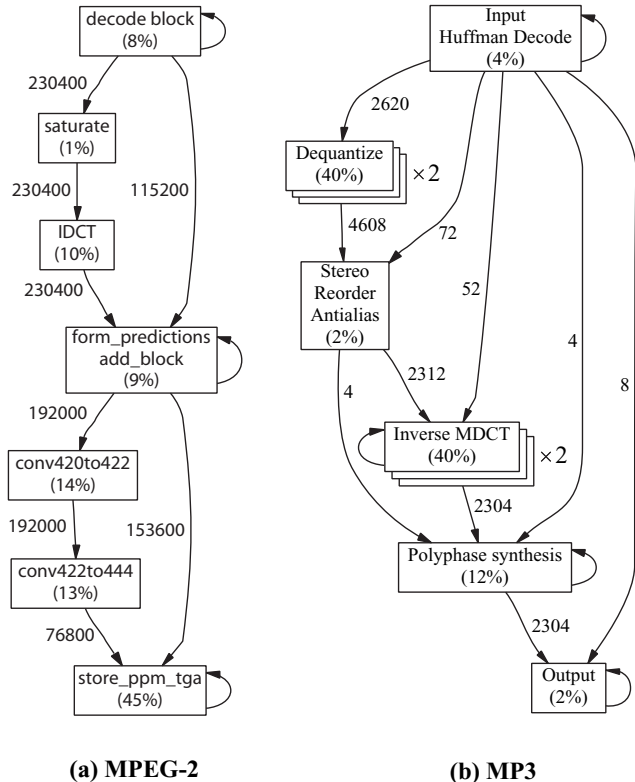 decode block
(8%)
230400
saturate
(1%)
230400
115200
IDCT
(10%)
230400
form_predictions
add_block
(9%)
192000
conv420to422
(14%)
192000
153600
conv422to444
(13%)
76800
store_ppm_tga
(45%)
(a) MPEG-2
Input
Huffman Decode
(4%)
2620
Dequantize
(40%)
×2
4608
72
Stereo
Reorder
Antialias
(2%)
52
4
8
4
2312
Inverse MDCT
(40%)
×2
2304
Polyphase synthesis
(12%)
2304
Output
(2%)
(b) MP3